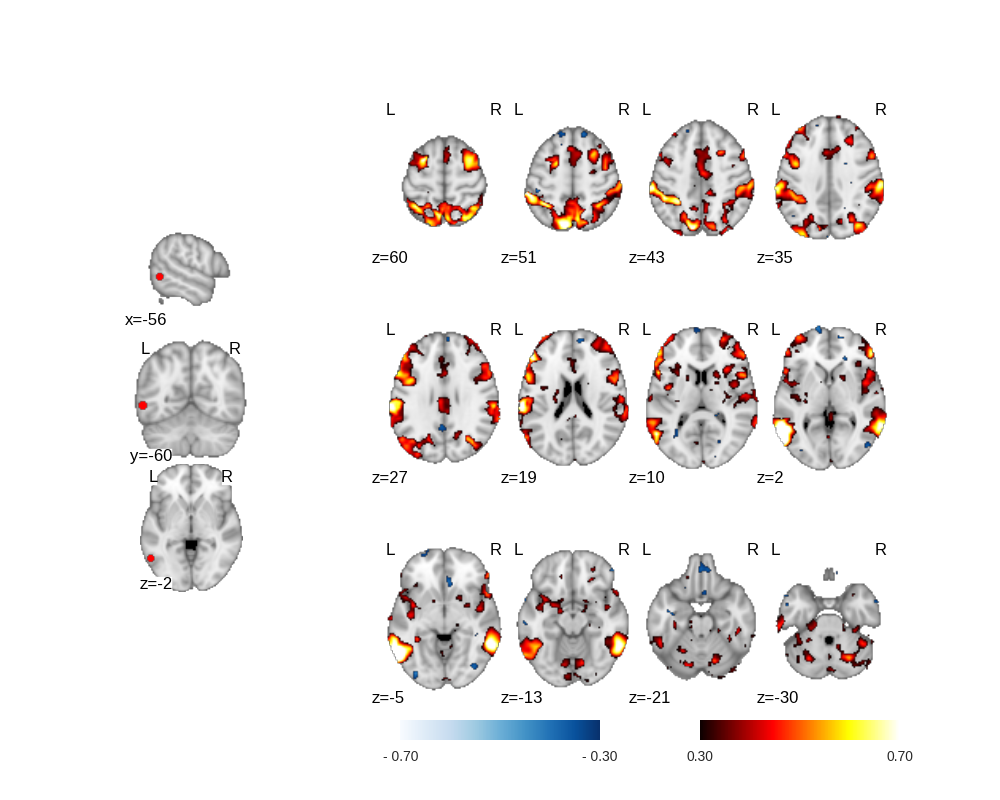 L R L R L R L R
z=60 z=51 z=43 z=35
x=-56
L R
y=-60
L R
z=-2
L R L R L R L R
z=27 z=19 z=10 z=2
L R L R L R L R
z=-5 z=-13 z=-21 z=-30
- 0.70 - 0.30 0.30 0.70